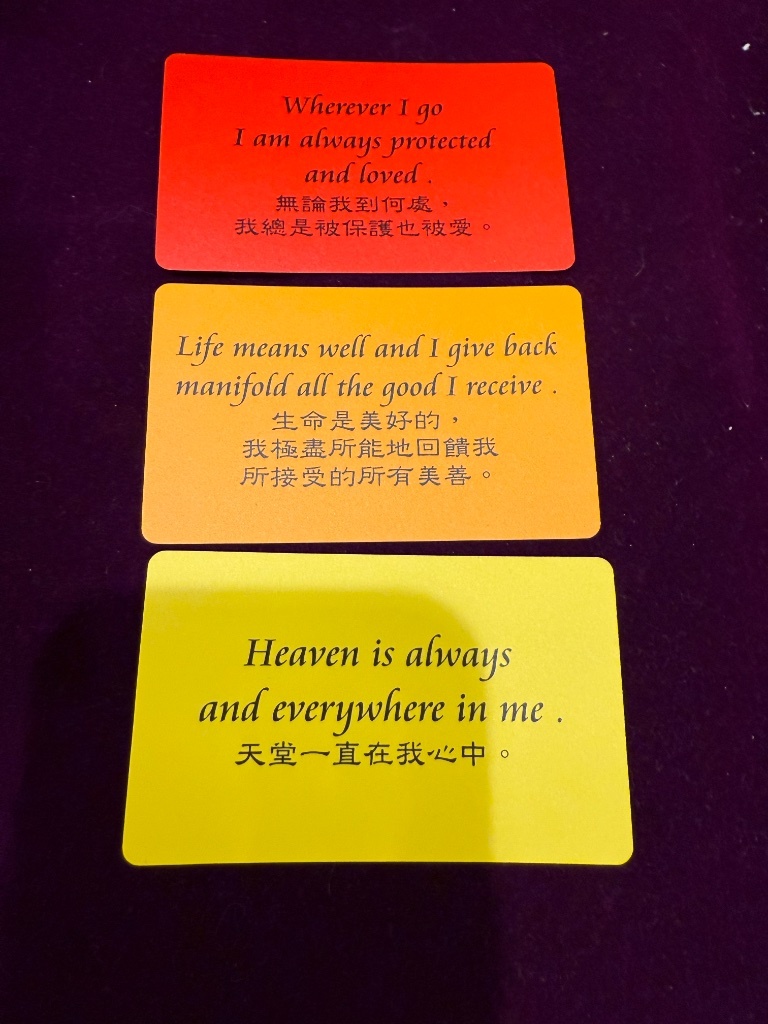 Wherever I go
I am always protected
and loved .
無論我到何處，
我總是被保護也被愛。
Life means well and I give back
manifold all the good I receive .
生命是美好的，
我極盡所能地回饋我
所接受的所有美善。
Heaven is always
and everywhere in me .
天堂一直在我心中。